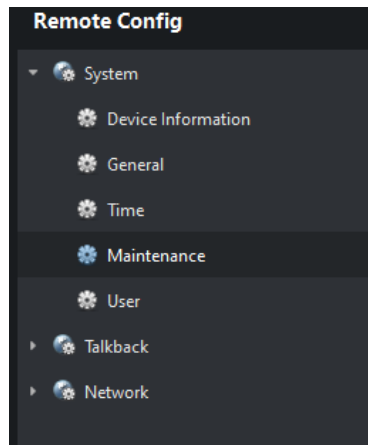 Remote Config
System
Device Information
General
Time
Maintenance
User
Talkback
Network